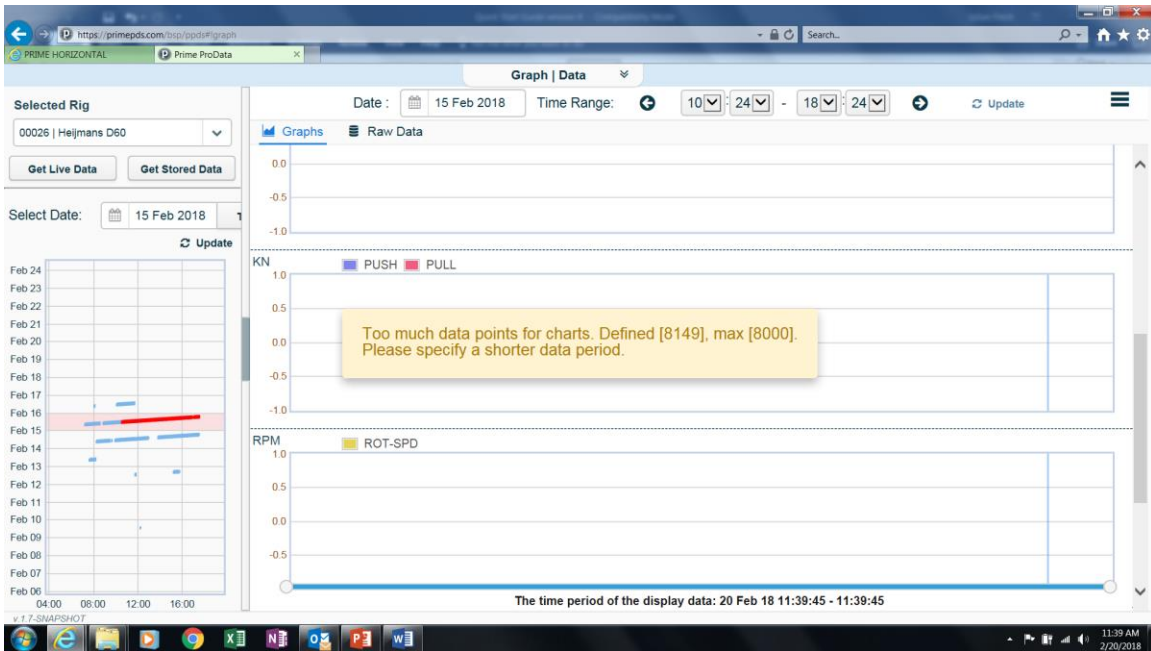 https://primepds.com/bsp/ppds#!graph
Search...
PRIME HORIZONTAL
Prime ProData
Graph | Data
Selected Rig
00026 | Heijmans D60
Get Live Data
Get Stored Data
Select Date:
15 Feb 2018
Update
Feb 24
Feb 23
Feb 22
Feb 21
Feb 20
Feb 19
Feb 18
Feb 17
Feb 16
Feb 15
Feb 14
Feb 13
Feb 12
Feb 11
Feb 10
Feb 09
Feb 08
Feb 07
Feb 06
04:00 08:00 12:00 16:00
v.1.7-SNAPSHOT
Date : 15 Feb 2018 Time Range: 10 : 24 - 18 : 24 Update
Graphs Raw Data
0.0
-0.5
-1.0
KN PUSH PULL
1.0
0.5
0.0
-0.5
-1.0
Too much data points for charts. Defined [8149], max [8000].
Please specify a shorter data period.
RPM ROT-SPD
1.0
0.5
0.0
-0.5
The time period of the display data: 20 Feb 18 11:39:45 - 11:39:45
11:39 AM
2/20/2018